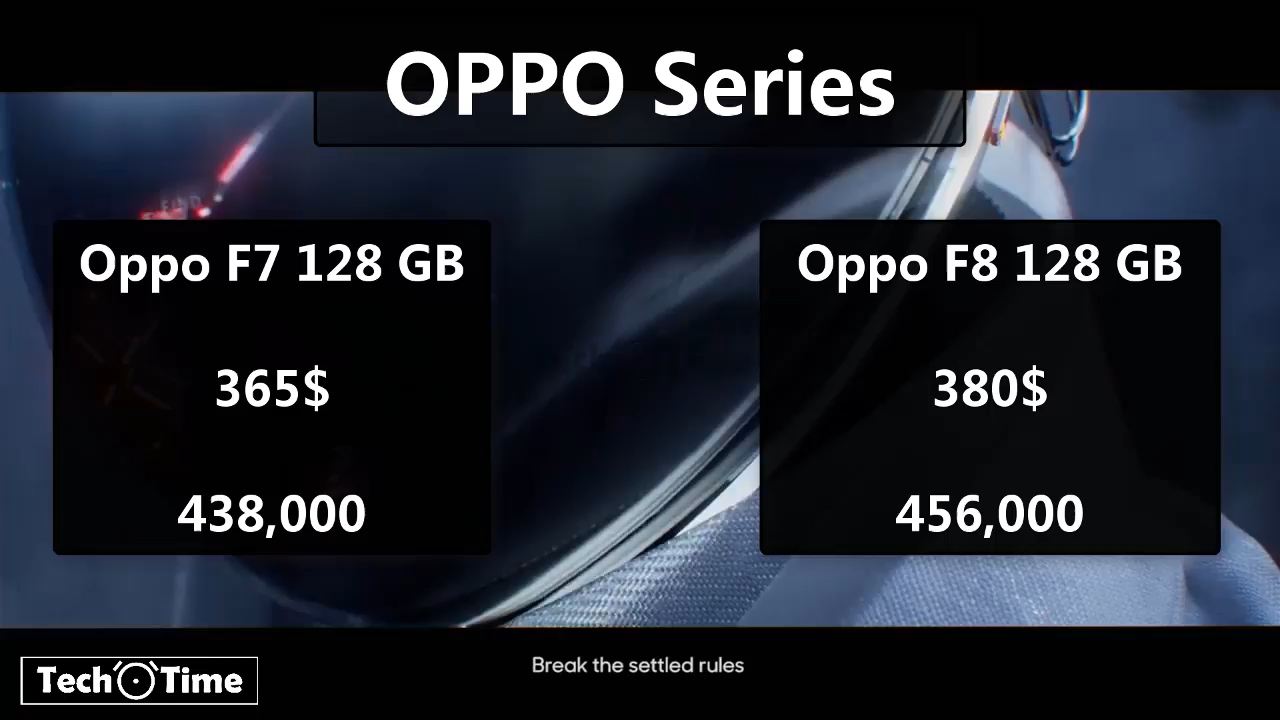 OPPO Series
FIND
Oppo F7 128 GB
365$
438,000
Oppo F8 128 GB
380$
456,000
Break the settled rules
Tech Time